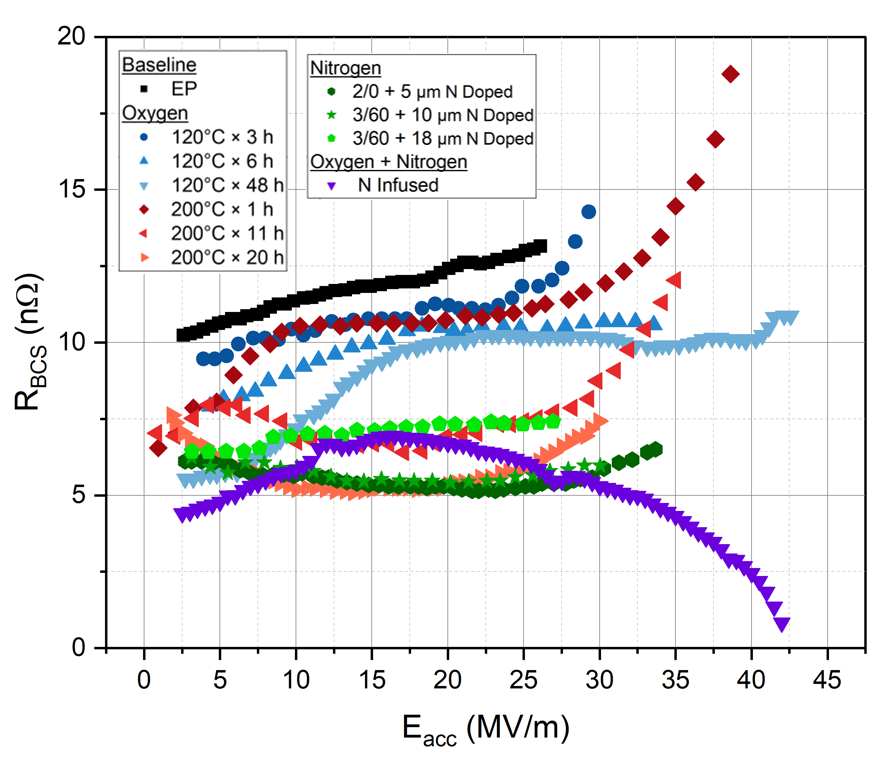 20
15
10
5
0
R_BCS (nΩ)
Baseline
EP
Oxygen
120°C × 3 h
120°C × 6 h
120°C × 48 h
200°C × 1 h
200°C × 11 h
200°C × 20 h
Nitrogen
2/0 + 5 µm N Doped
3/60 + 10 µm N Doped
3/60 + 18 µm N Doped
Oxygen + Nitrogen
N Infused
0 5 10 15 20 25 30 35 40 45
E_acc (MV/m)